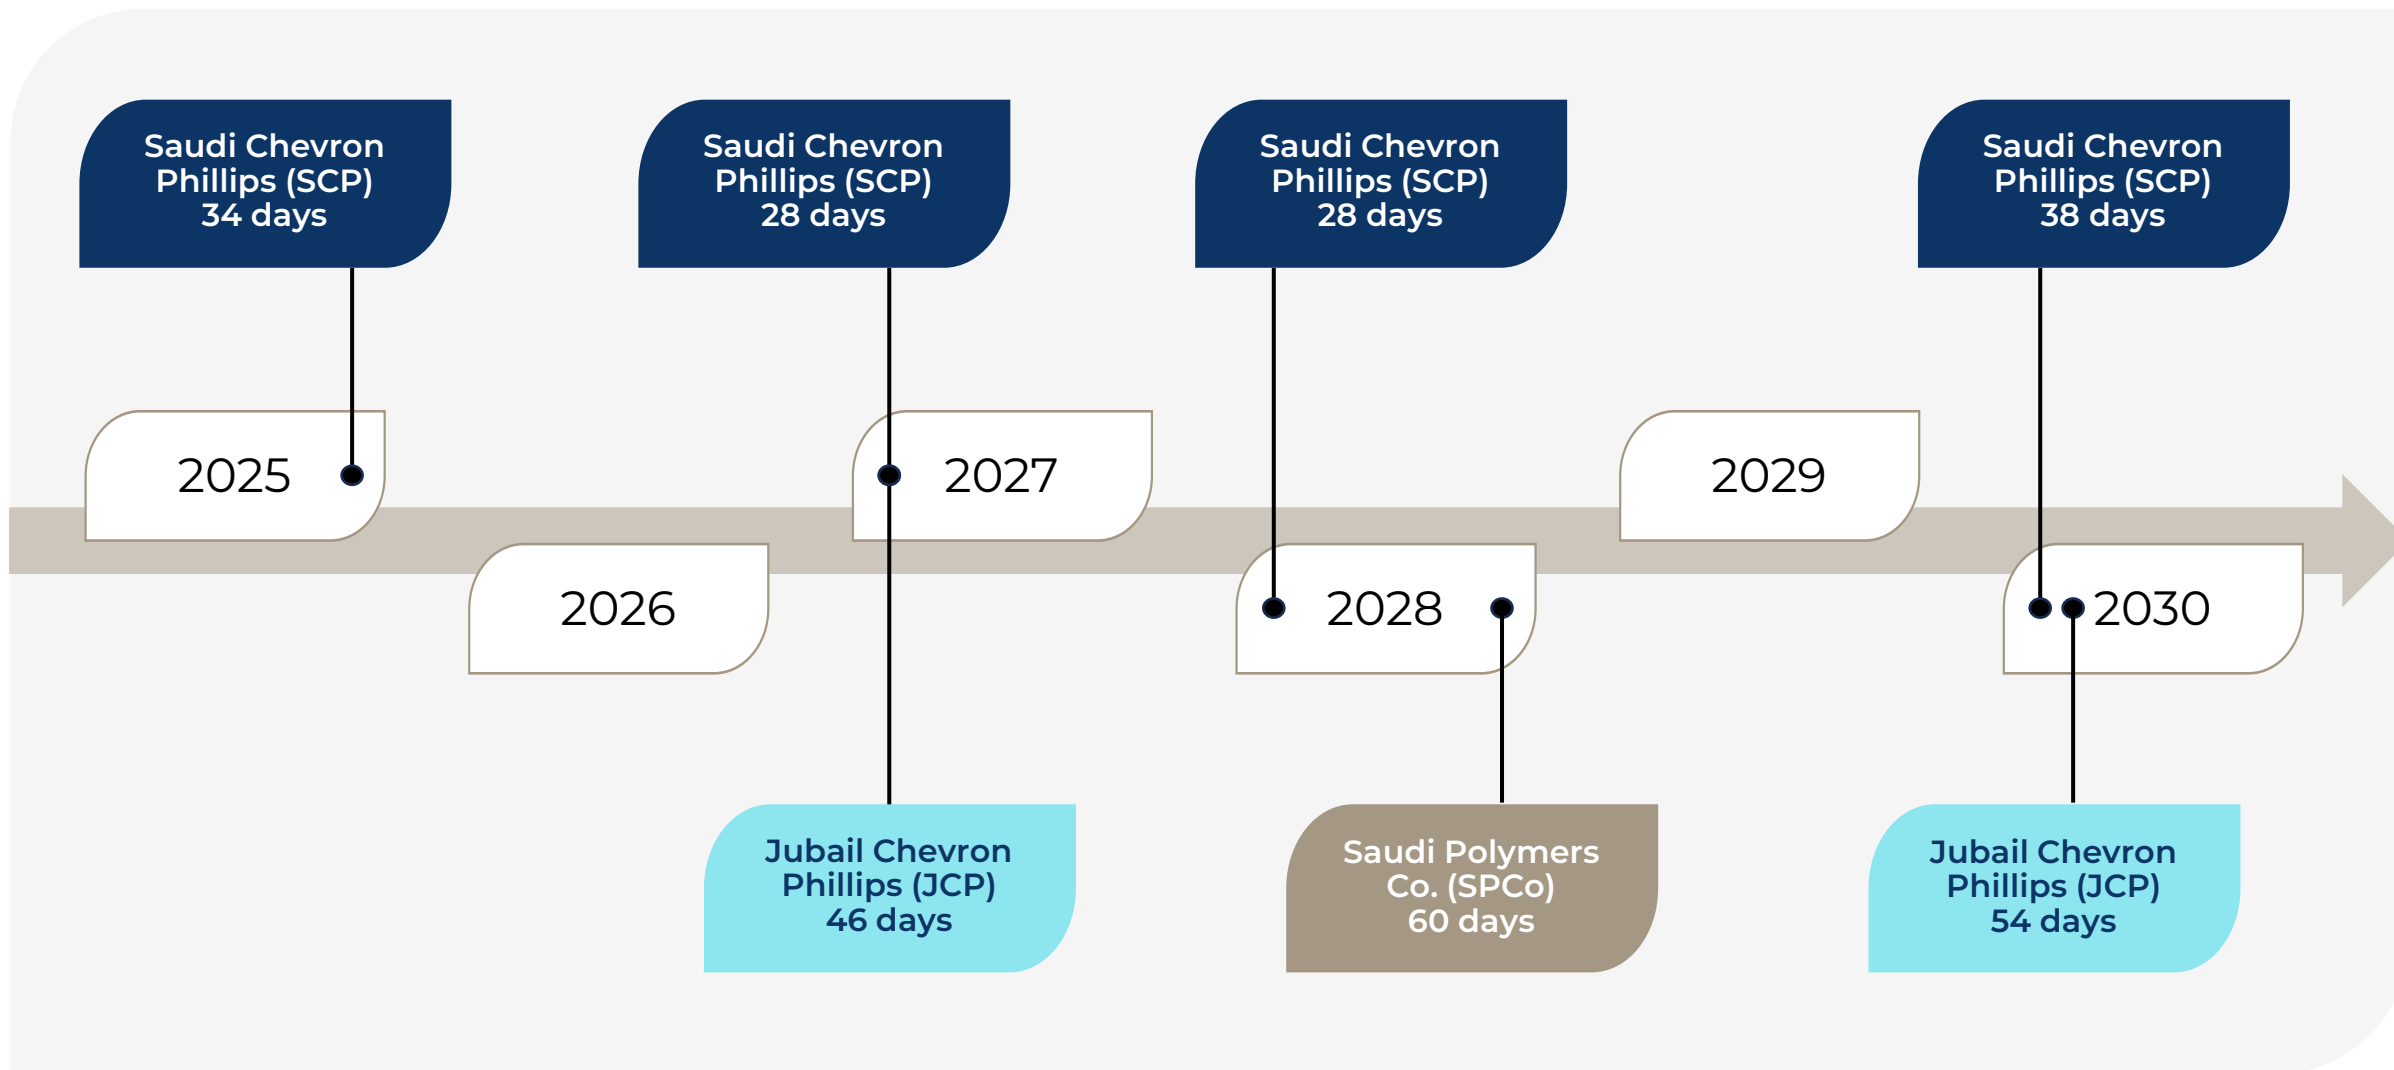 Saudi Chevron
Phillips (SCP)
34 days
Saudi Chevron
Phillips (SCP)
28 days
Saudi Chevron
Phillips (SCP)
28 days
Saudi Chevron
Phillips (SCP)
38 days
2025
2027
2029
2026
2028
2030
Jubail Chevron
Phillips (JCP)
46 days
Saudi Polymers
Co. (SPCo)
60 days
Jubail Chevron
Phillips (JCP)
54 days